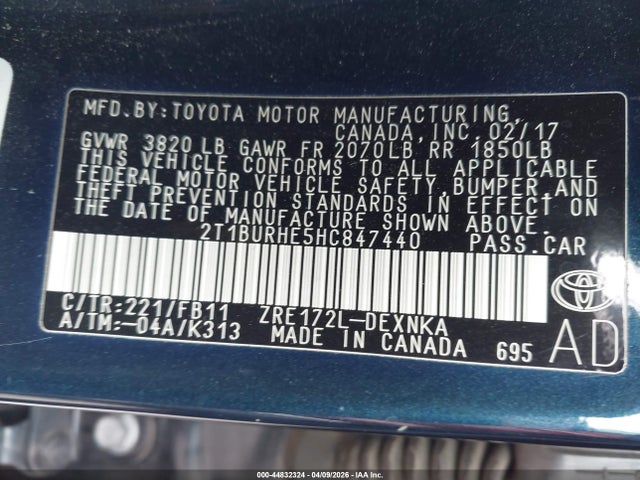 MFD.BY:TOYOTA MOTOR MANUFACTURING,
CANADA, INC. 02/17
GVWR 3820 LB GAWR FR 2070LB RR 1850LB
THIS VEHICLE CONFORMS TO ALL APPLICABLE
FEDERAL MOTOR VEHICLE SAFETY, BUMPER, AND
THEFT PREVENTION STANDARDS IN EFFECT ON
THE DATE OF MANUFACTURE SHOWN ABOVE.
2T1BURHE5HC847440 PASS.CAR
C/TR:221/FB11 ZRE172L-DEXNKA
A/TM:-04A/K313 MADE IN CANADA 695
AD
000-44832324 | 04/09/2026 | IAA Inc.